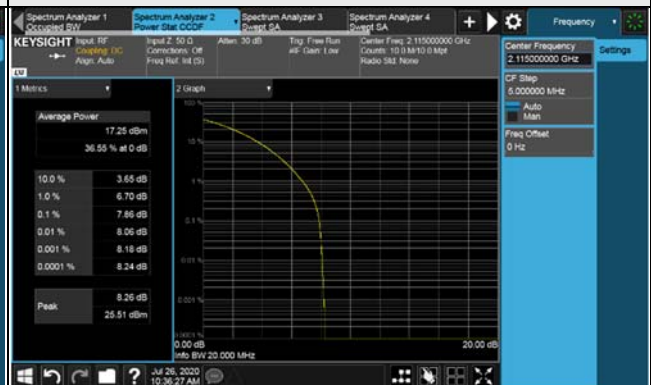 Spectrum Analyzer 1
Occupied BW
Spectrum Analyzer 2
Power Stat CCDF
Spectrum Analyzer 3
Swept SA
Spectrum Analyzer 4
Swept SA
Frequency
KEYSIGHT
Input: RF
Coupling: DC
Align: Auto
Input Z: 50 Ω
Corrections: Off
Freq Ref: Int (S)
Atten: 30 dB
Trig: Free Run
#IF Gain: Low
Center Freq: 2.115000000 GHz
Counts: 10.0 M/10.0 Mpt
Radio Std: None
Center Frequency
2.115000000 GHz
Settings
CF Step
5.000000 MHz
Auto
Man
Freq Offset
0 Hz
1 Metrics
2 Graph
Average Power
17.25 dBm
36.55 % at 0 dB
10.0 % 3.65 dB
1.0 % 6.70 dB
0.1 % 7.86 dB
0.01 % 8.06 dB
0.001 % 8.18 dB
0.0001 % 8.24 dB
Peak 8.26 dB
25.51 dBm
100 %
10 %
1 %
0.1 %
0.01 %
0.001 %
0.0001 %
0.00 dB
20.00 dB
Info BW 20.000 MHz
Jul 26, 2020
10:36:27 AM